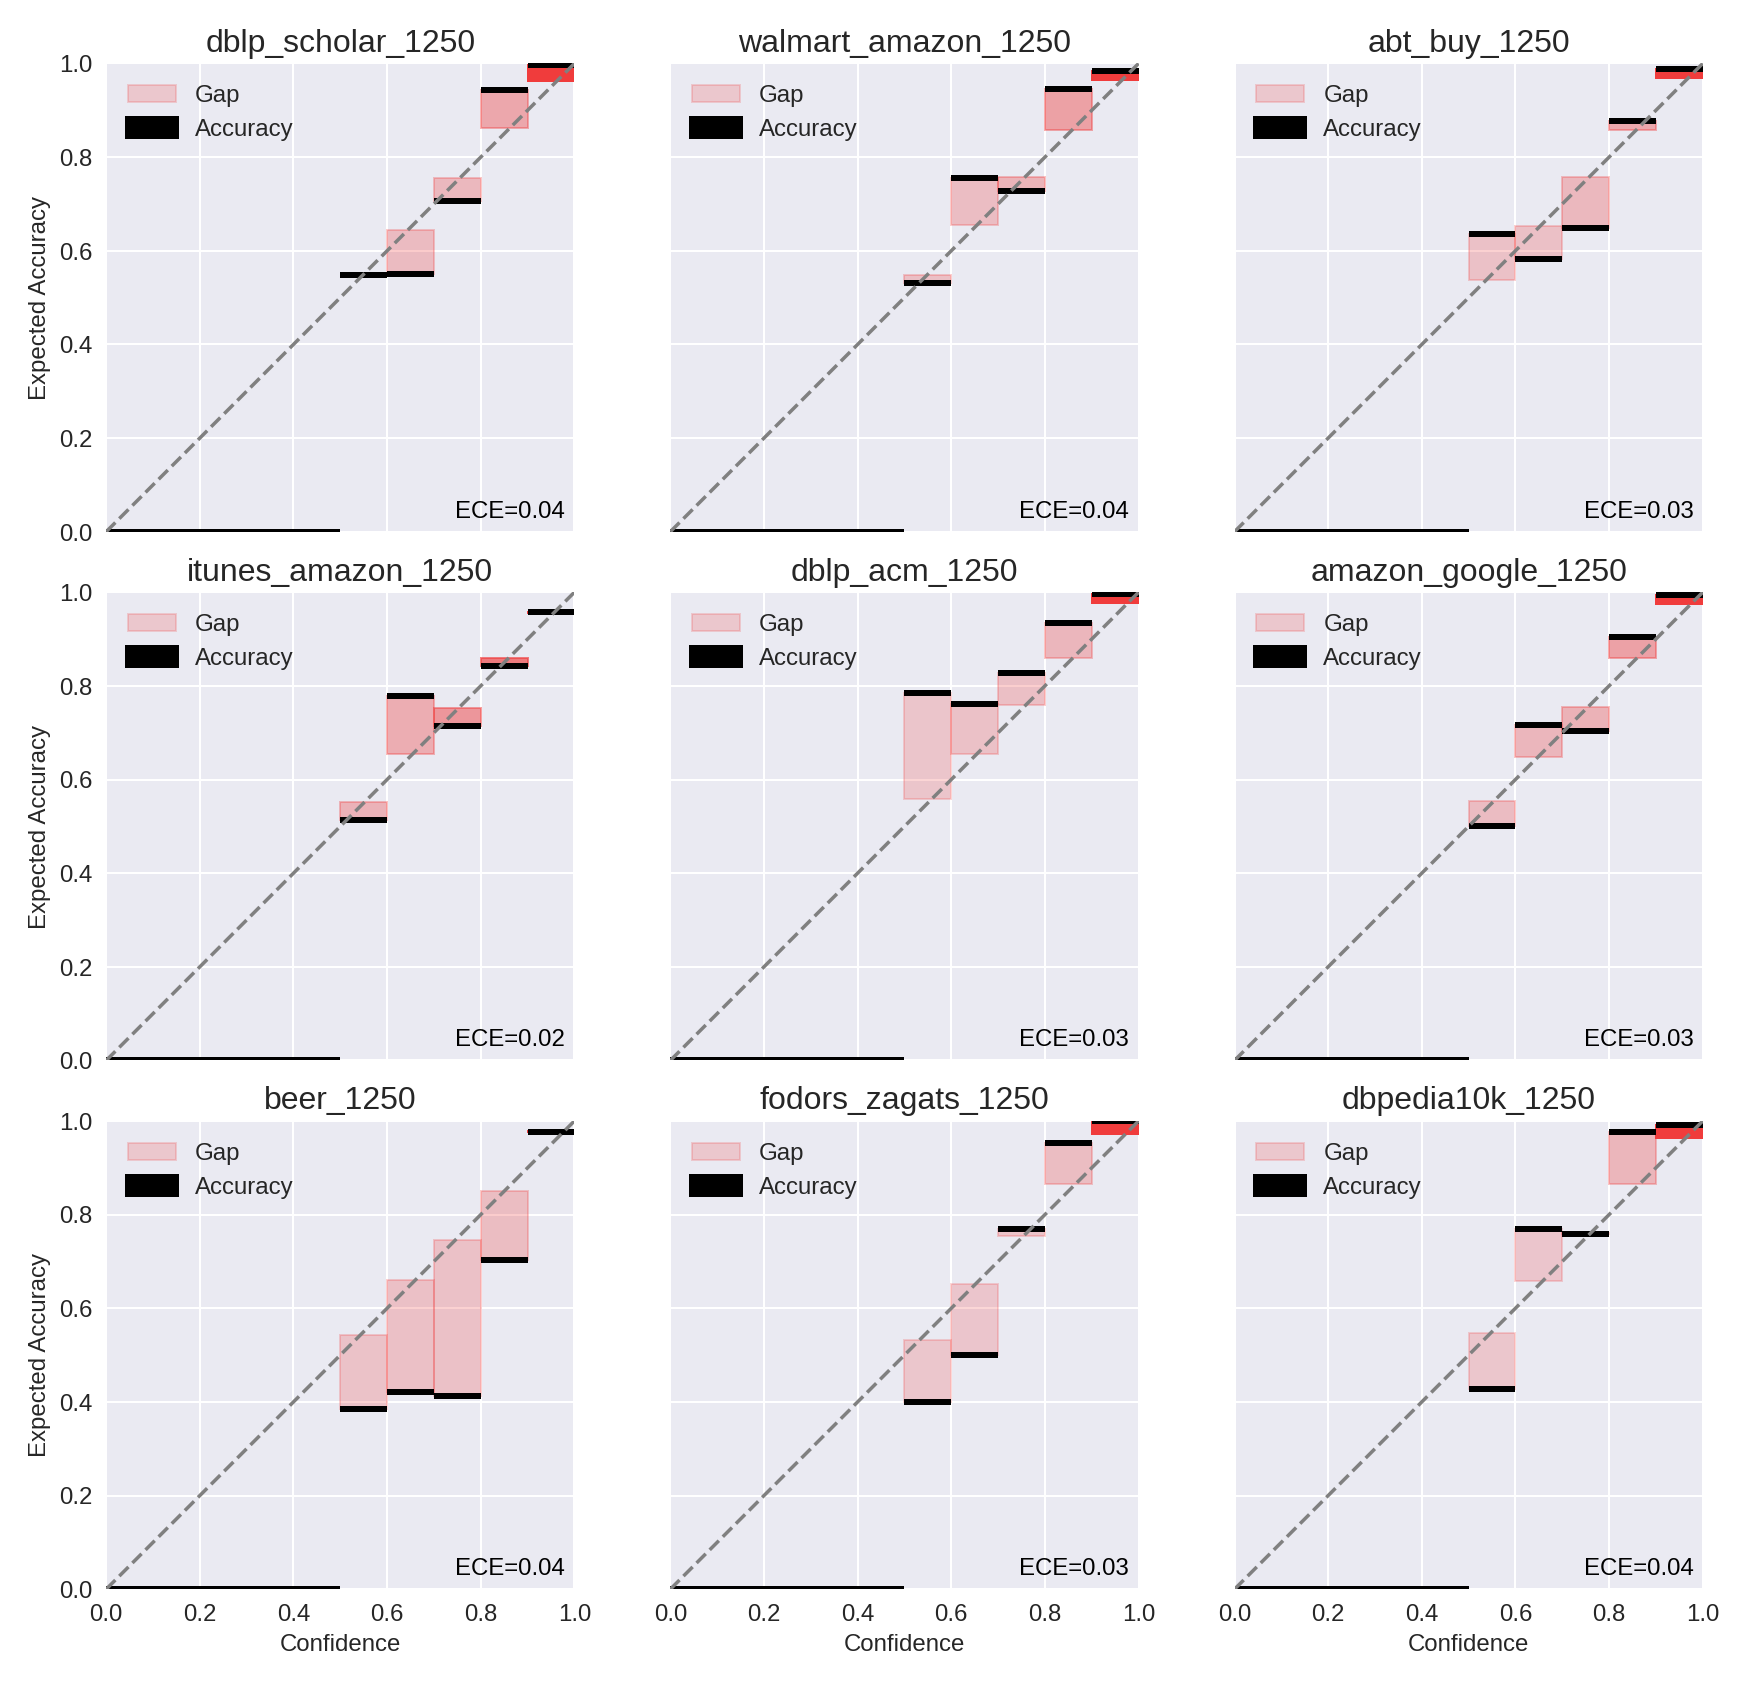 dblp_scholar_1250
walmart_amazon_1250
abt_buy_1250
1.0
0.8
0.6
0.4
0.2
0.0
Expected Accuracy
Gap
Accuracy
ECE=0.04
Gap
Accuracy
ECE=0.04
Gap
Accuracy
ECE=0.03
itunes_amazon_1250
dblp_acm_1250
amazon_google_1250
1.0
0.8
0.6
0.4
0.2
0.0
Expected Accuracy
Gap
Accuracy
ECE=0.02
Gap
Accuracy
ECE=0.03
Gap
Accuracy
ECE=0.03
beer_1250
fodors_zagats_1250
dbpedia10k_1250
1.0
0.8
0.6
0.4
0.2
0.0
Expected Accuracy
Gap
Accuracy
ECE=0.04
Gap
Accuracy
ECE=0.03
Gap
Accuracy
ECE=0.04
0.0 0.2 0.4 0.6 0.8 1.0
Confidence
0.0 0.2 0.4 0.6 0.8 1.0
Confidence
0.0 0.2 0.4 0.6 0.8 1.0
Confidence